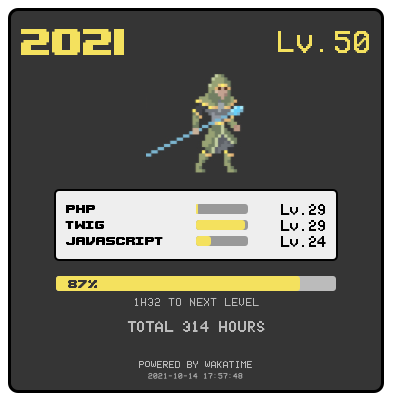 2021 Lv.50
PHP Lv.29
TWIG Lv.29
JAVASCRIPT Lv.24
87%
1H32 TO NEXT LEVEL
TOTAL 314 HOURS
POWERED BY WAKATIME
2021-10-14 17:57:48